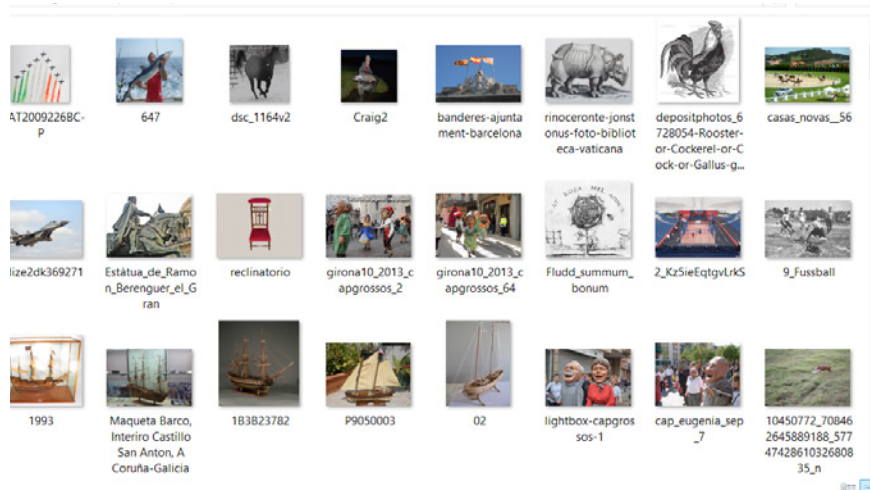 AT2009226BC-
P
647
dsc_1164v2
Craig2
banderes-ajunta
ment-barcelona
rinoceronte-jonst
onus-foto-bibliot
eca-vaticana
depositphotos_6
728054-Rooster-
or-Cockerel-or-C
ock-or-Gallus-g...
casas_novas__56
lize2dk369271
Estàtua_de_Ramo
n_Berenguer_el_G
ran
reclinatorio
girona10_2013_c
apgrossos_2
girona10_2013_c
apgrossos_64
Fludd_summum_
bonum
2_Kz5ieEqtgvLrkS
9_Fussball
1993
Maqueta Barco,
Interiro Castillo
San Anton, A
Coruña-Galicia
1B3B23782
P9050003
02
lightbox-capgros
sos-1
cap_eugenia_sep
_7
10450772_70846
2645889188_577
47428610326808
35_n